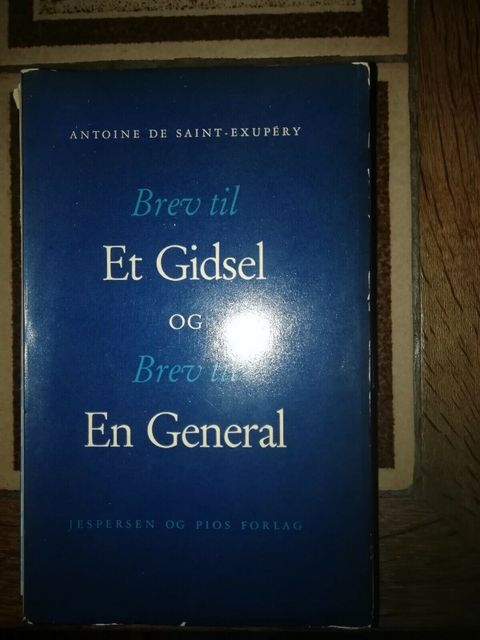 ANTOINE DE SAINT-EXUPÉRY
Brev til
Et Gidsel
OG
Brev til
En General
JESPERSEN OG PIOS FORLAG